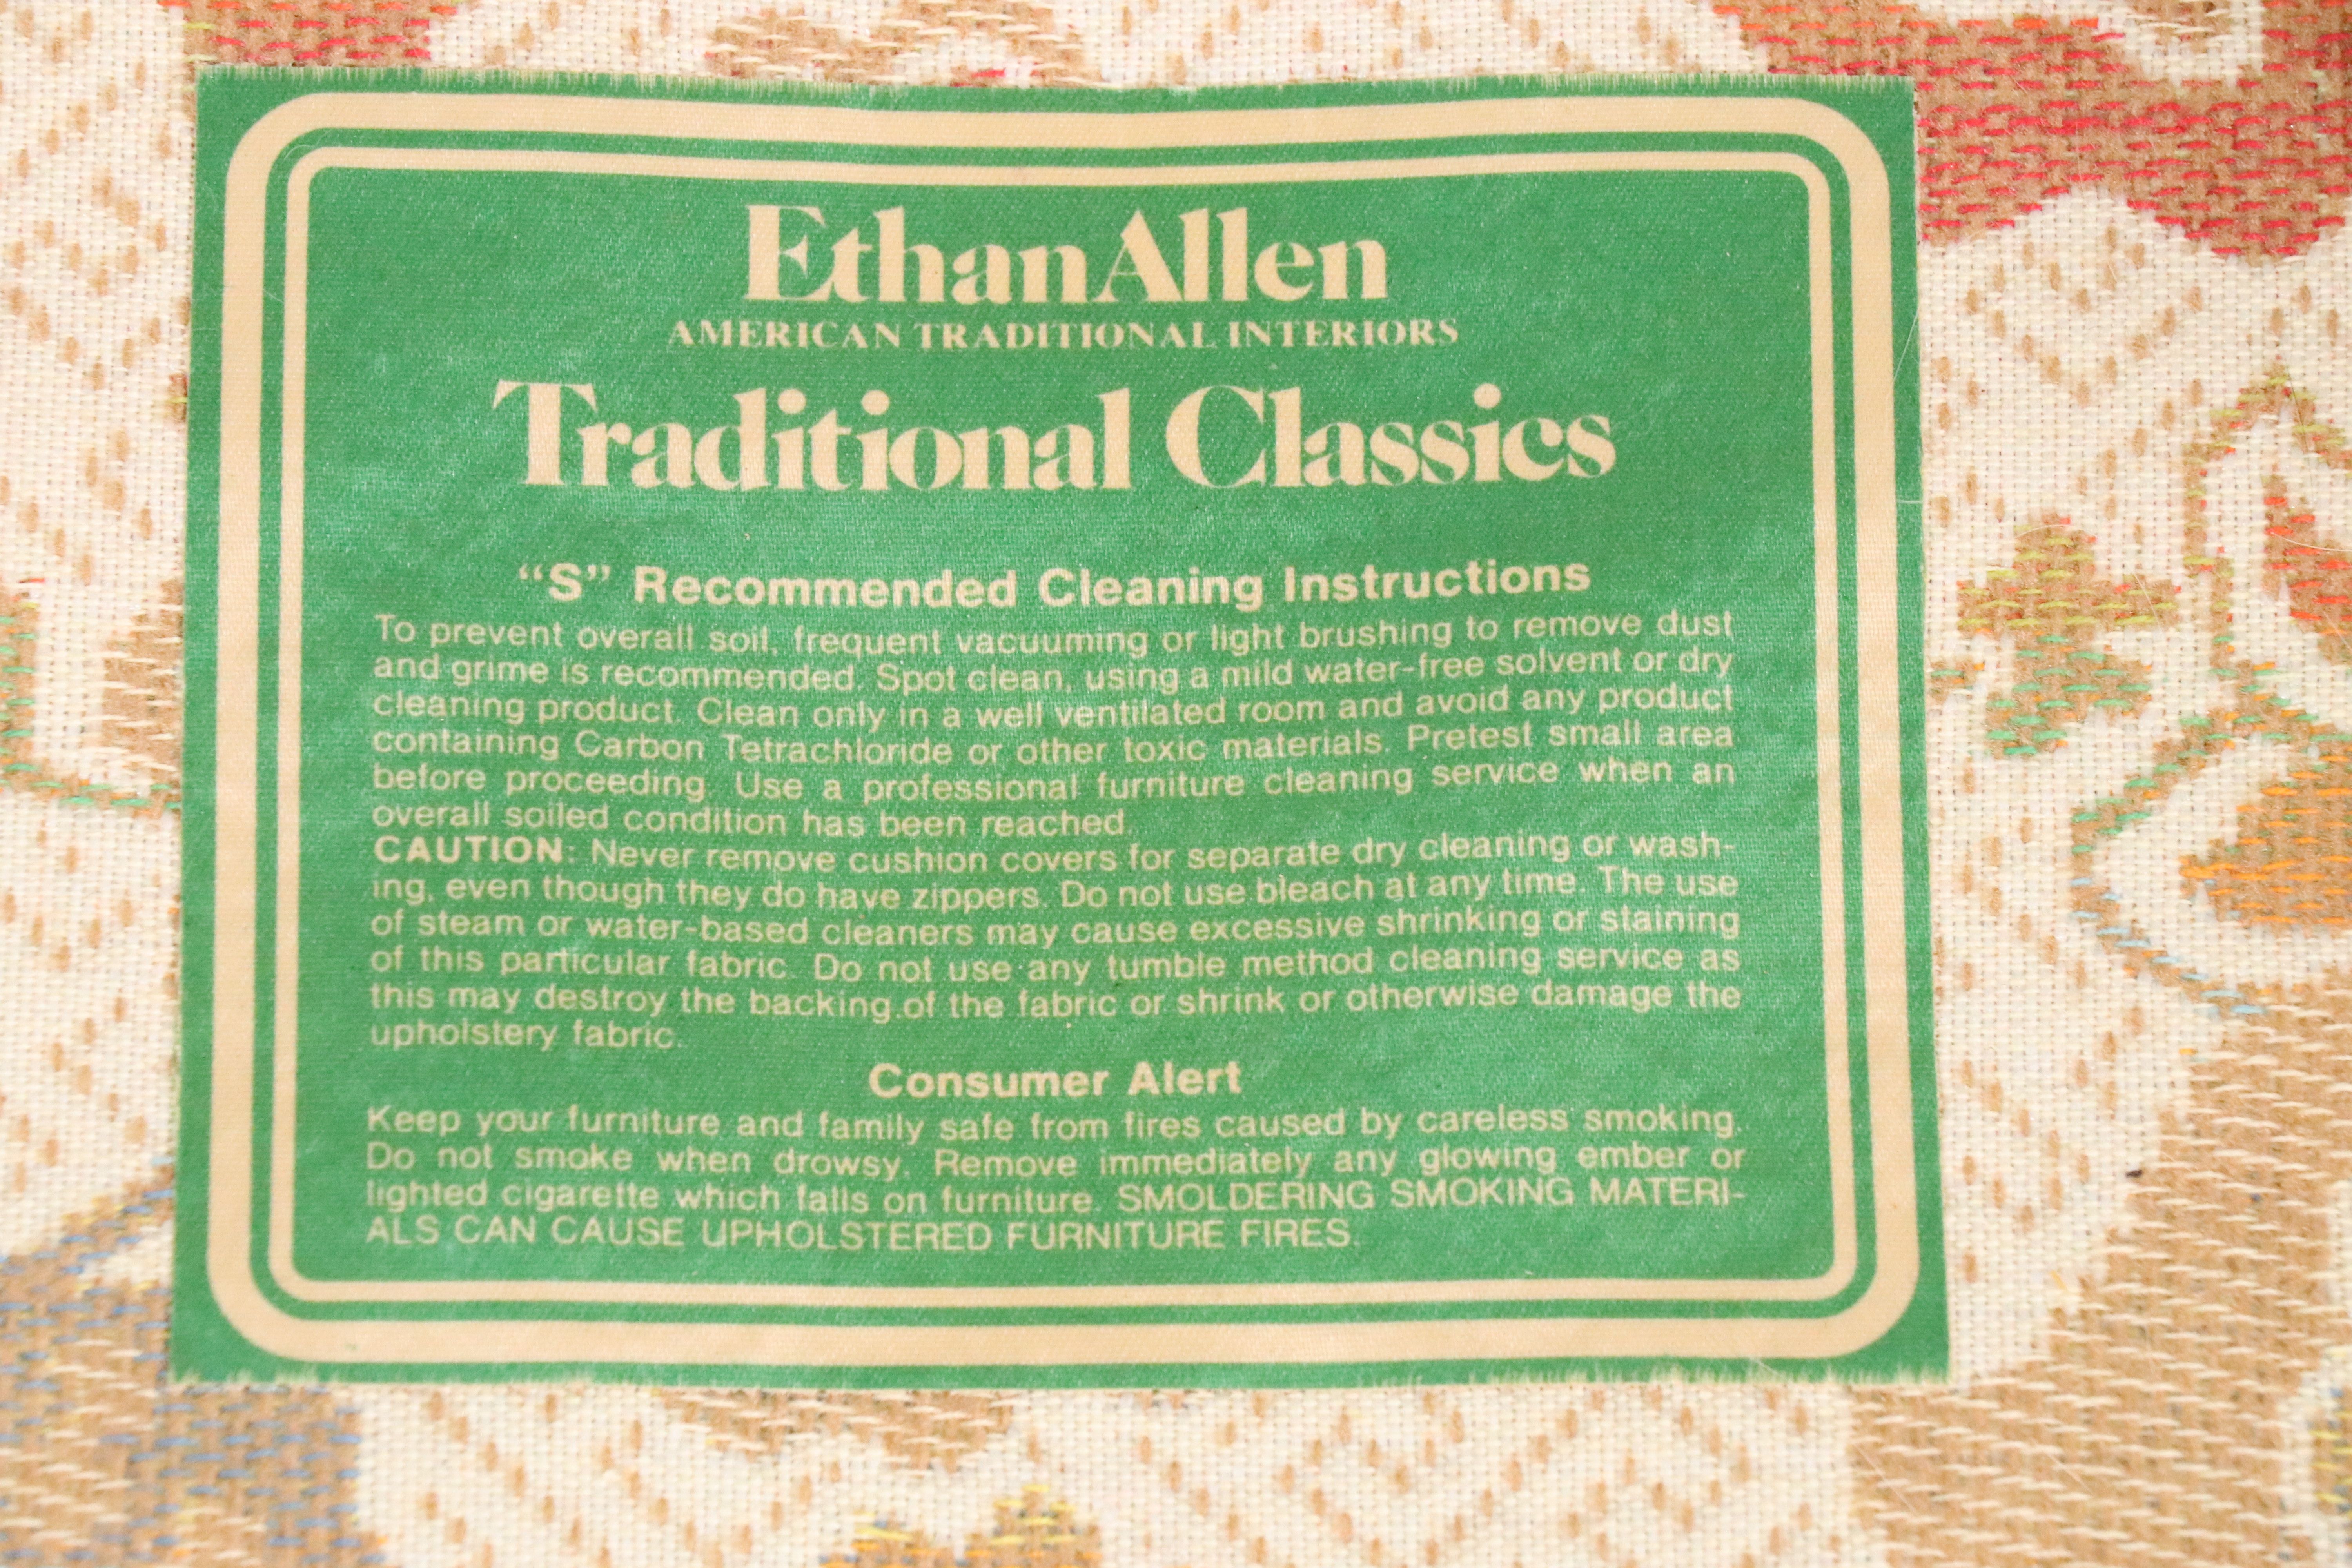 Ethan Allen
AMERICAN TRADITIONAL INTERIORS
Traditional Classics
“S” Recommended Cleaning Instructions
To prevent overall soil, frequent vacuuming or light brushing to remove dust
and grime is recommended. Spot clean, using a mild water-free solvent or dry
cleaning product. Clean only in a well ventilated room and avoid any product
containing Carbon Tetrachloride or other toxic materials. Pretest small area
before proceeding. Use a professional furniture cleaning service when an
overall soiled condition has been reached.
CAUTION: Never remove cushion covers for separate dry cleaning or wash-
ing, even though they do have zippers. Do not use bleach at any time. The use
of steam or water-based cleaners may cause excessive shrinking or staining
of this particular fabric. Do not use any tumble method cleaning service as
this may destroy the backing of the fabric or shrink or otherwise damage the
upholstery fabric.
Consumer Alert
Keep your furniture and family safe from fires caused by careless smoking.
Do not smoke when drowsy. Remove immediately any glowing ember or
lighted cigarette which falls on furniture. SMOLDERING SMOKING MATERI-
ALS CAN CAUSE UPHOLSTERED FURNITURE FIRES.